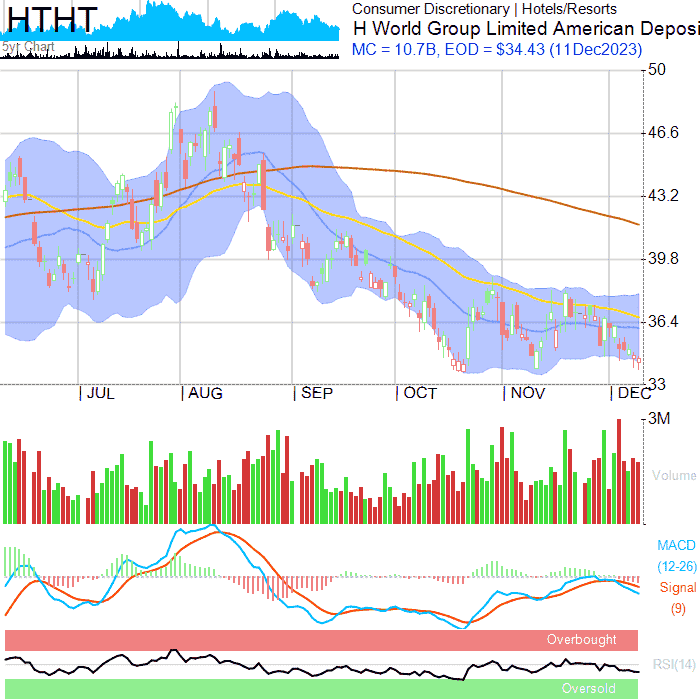 HTHT
5yr Chart
Consumer Discretionary | Hotels/Resorts
H World Group Limited American Deposi
MC = 10.7B, EOD = $34.43 (11Dec2023)
50
46.6
43.2
39.8
36.4
33
JUL AUG SEP OCT NOV DEC
3M
Volume
MACD
(12-26)
Signal
(9)
Overbought
RSI(14)
Oversold